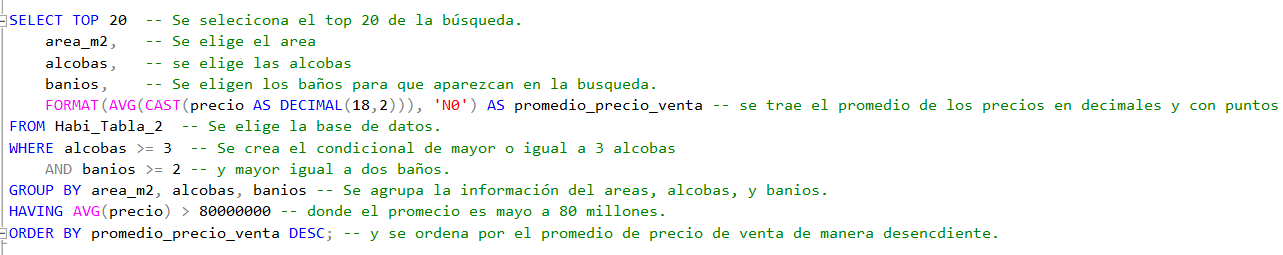 SELECT TOP 20  -- Se selecicona el top 20 de la búsqueda.
    area_m2,   -- Se elige el area
    alcobas,   -- se elige las alcobas
    banios,    -- Se eligen los baños para que aparezcan en la busqueda.
    FORMAT(AVG(CAST(precio AS DECIMAL(18,2))), 'N0') AS promedio_precio_venta -- se trae el promedio de los precios en decimales y con puntos
FROM Habi_Tabla_2  -- Se elige la base de datos.
WHERE alcobas >= 3  -- Se crea el condicional de mayor o igual a 3 alcobas
    AND banios >= 2 -- y mayor igual a dos baños.
GROUP BY area_m2, alcobas, banios -- Se agrupa la información del areas, alcobas, y banios.
HAVING AVG(precio) > 80000000 -- donde el promecio es mayo a 80 millones.
ORDER BY promedio_precio_venta DESC; -- y se ordena por el promedio de precio de venta de manera desencdiente.